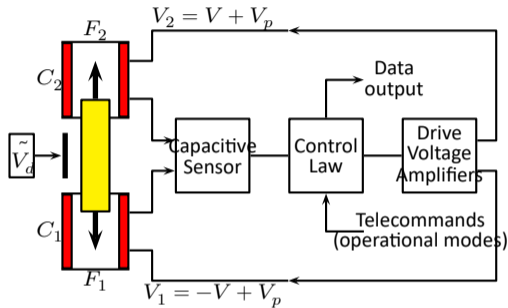 F₂
V₂ = V + Vₚ
C₂
Data
output
Ṽ_d
Capacitive
Sensor
Control
Law
Drive
Voltage
Amplifiers
C₁
Telecommands
(operational modes)
F₁
V₁ = −V + Vₚ